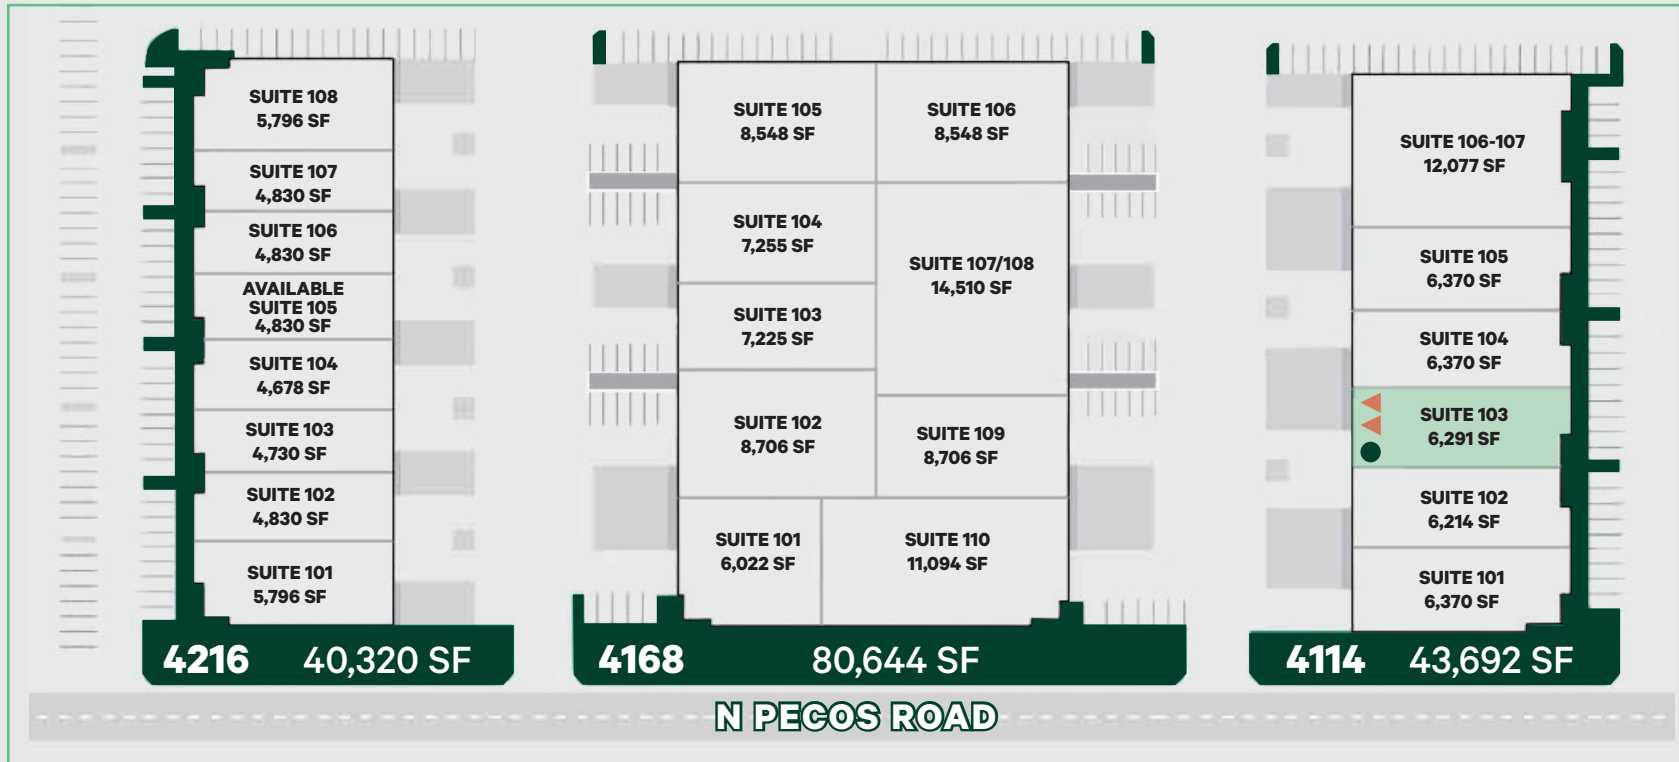 SUITE 108
5,796 SF
SUITE 107
4,830 SF
SUITE 106
4,830 SF
AVAILABLE
SUITE 105
4,830 SF
SUITE 104
4,678 SF
SUITE 103
4,730 SF
SUITE 102
4,830 SF
SUITE 101
5,796 SF
4216 40,320 SF
SUITE 105
8,548 SF
SUITE 106
8,548 SF
SUITE 104
7,255 SF
SUITE 107/108
14,510 SF
SUITE 103
7,225 SF
SUITE 102
8,706 SF
SUITE 109
8,706 SF
SUITE 101
6,022 SF
SUITE 110
11,094 SF
4168 80,644 SF
SUITE 106-107
12,077 SF
SUITE 105
6,370 SF
SUITE 104
6,370 SF
SUITE 103
6,291 SF
SUITE 102
6,214 SF
SUITE 101
6,370 SF
4114 43,692 SF
N PECOS ROAD